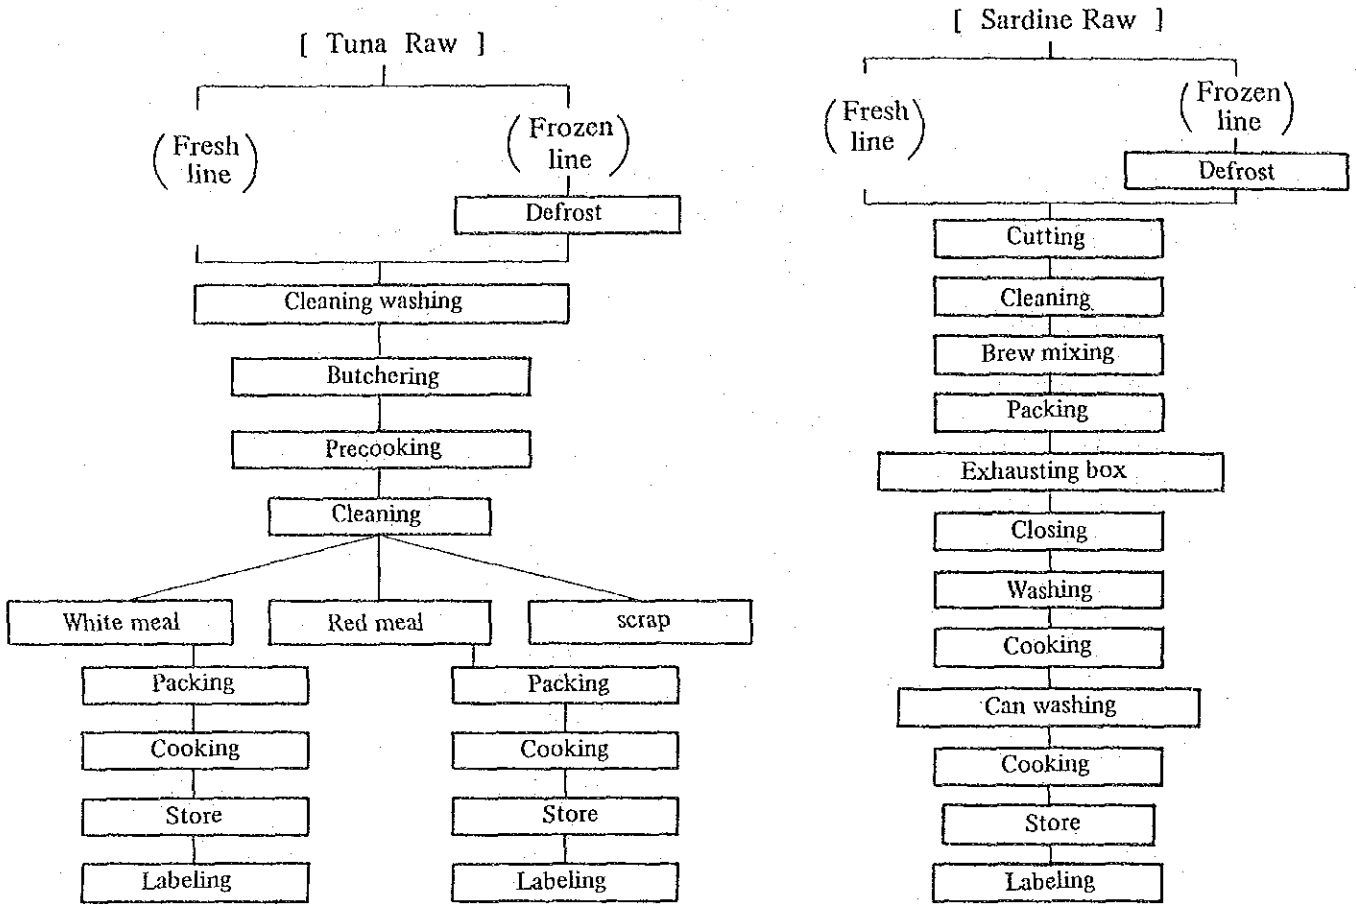 [ Tuna Raw ]
(Fresh
line)
(Frozen
line)
Defrost
Cleaning washing
Butchering
Precooking
Cleaning
White meal
Red meal
scrap
Packing
Packing
Cooking
Cooking
Store
Store
Labeling
Labeling
[ Sardine Raw ]
(Fresh
line)
(Frozen
line)
Defrost
Cutting
Cleaning
Brew mixing
Packing
Exhausting box
Closing
Washing
Cooking
Can washing
Cooking
Store
Labeling